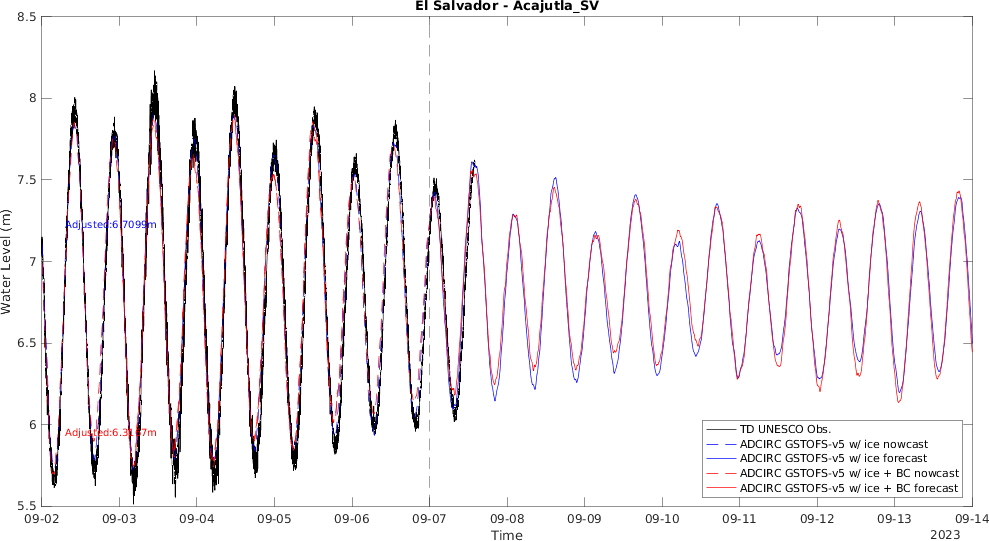 El Salvador - Acajutla_SV
8.5
8
7.5
7
6.5
6
5.5
Water Level (m)
Adjusted:6.7099m
TD UNESCO Obs.
ADCIRC GSTOFS-v5 w/ ice nowcast
ADCIRC GSTOFS-v5 w/ ice forecast
ADCIRC GSTOFS-v5 w/ ice + BC nowcast
ADCIRC GSTOFS-v5 w/ ice + BC forecast
09-02 09-03 09-04 09-05 09-06 09-07 09-08 09-09 09-10 09-11 09-12 09-13 09-14
Time
2023